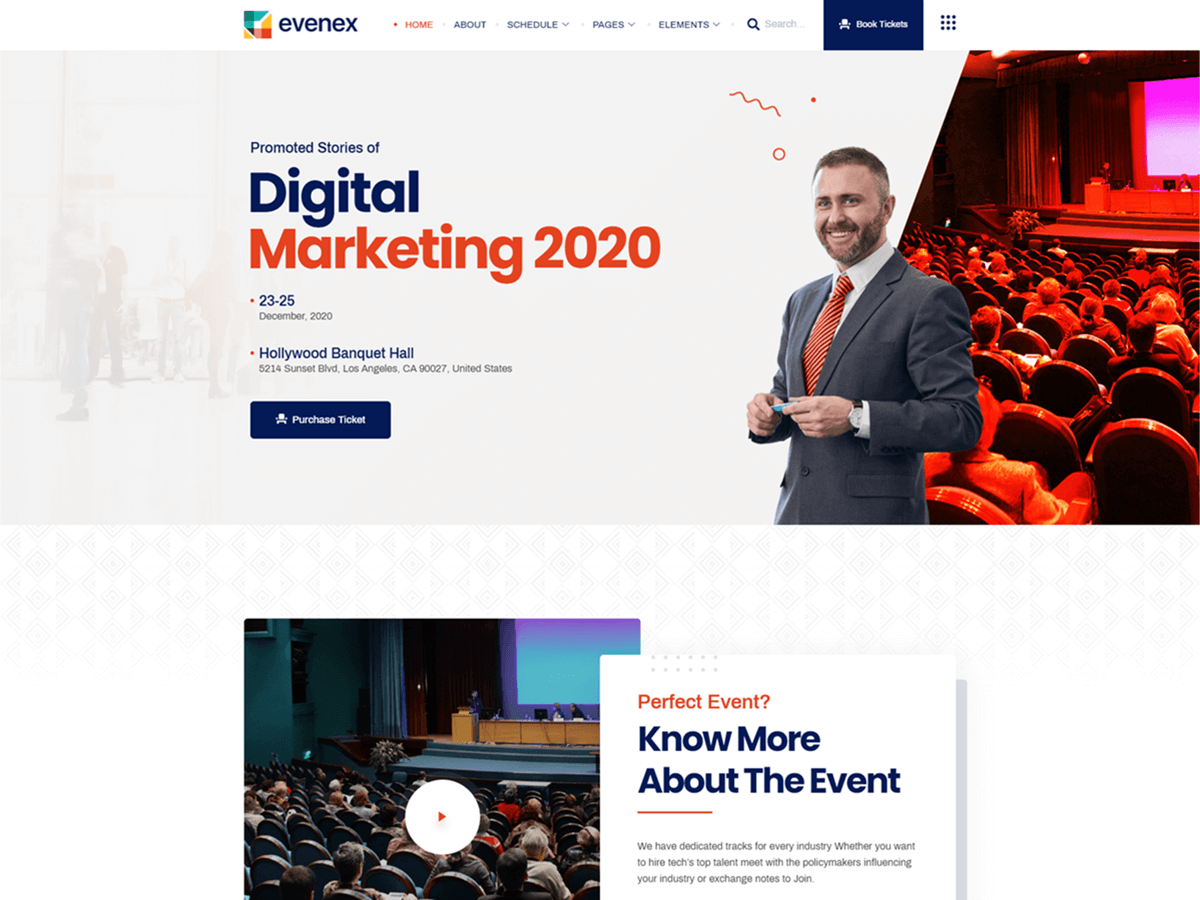 evenex
HOME ABOUT SCHEDULE PAGES ELEMENTS Search... Book Tickets
Promoted Stories of
Digital
Marketing 2020
23-25
December, 2020
Hollywood Banquet Hall
5214 Sunset Blvd, Los Angeles, CA 90027, United States
Purchase Ticket
Perfect Event?
Know More
About The Event
We have dedicated tracks for every industry Whether you want
to hire tech's top talent meet with the policymakers influencing
your industry or exchange notes to Join.